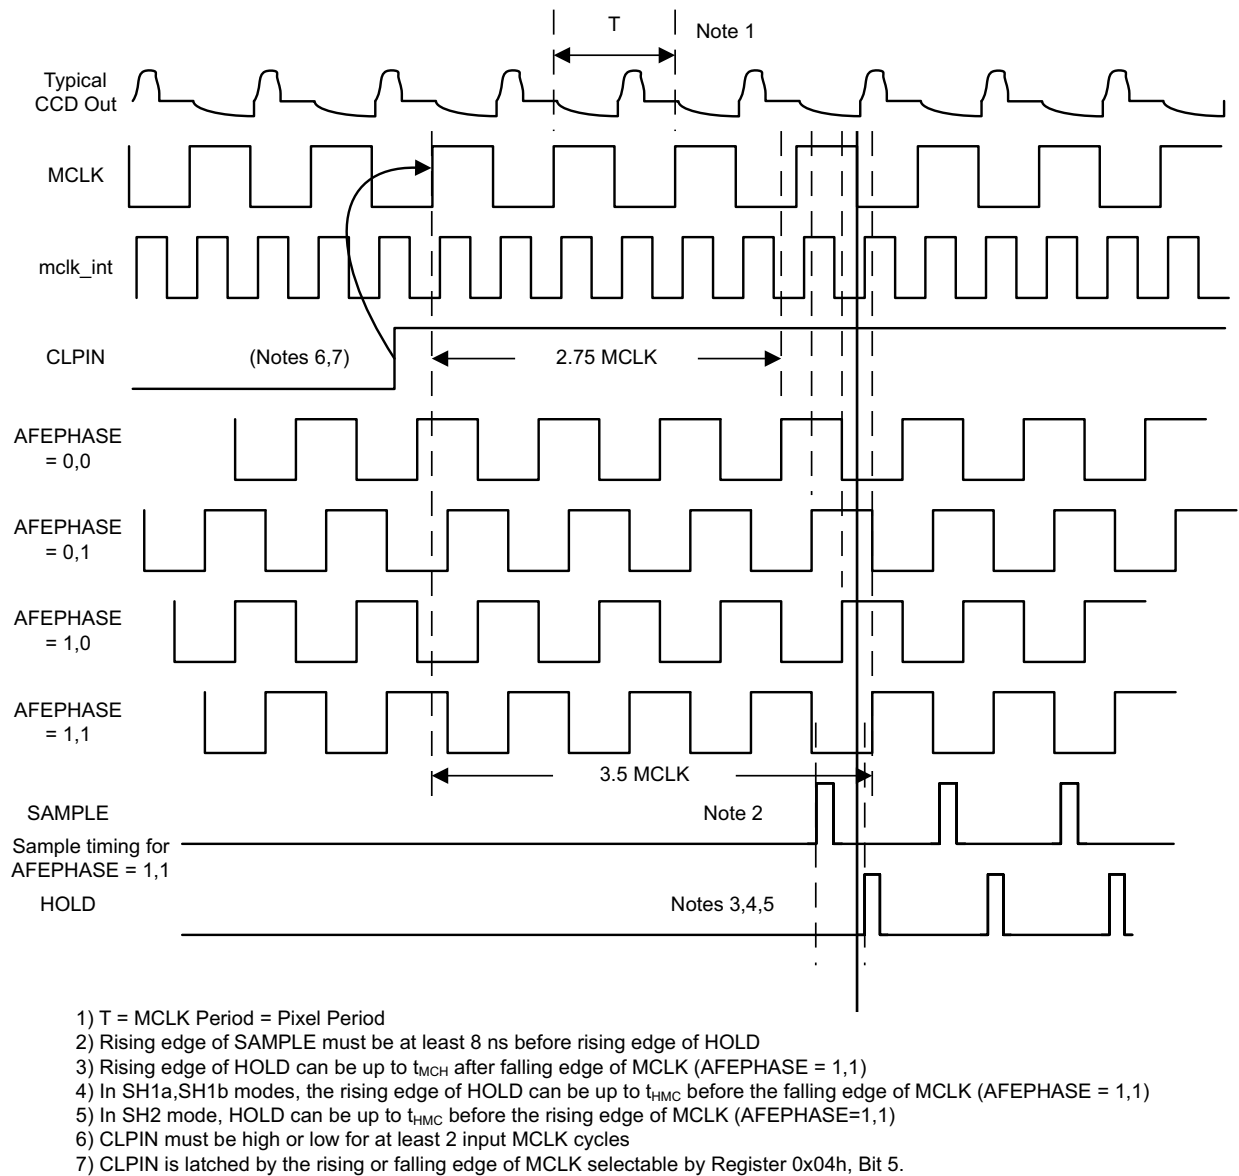 T
Note 1
Typical
CCD Out
MCLK
mclk_int
CLPIN
(Notes 6,7)
2.75 MCLK
AFEPHASE
= 0,0
AFEPHASE
= 0,1
AFEPHASE
= 1,0
AFEPHASE
= 1,1
3.5 MCLK
SAMPLE
Note 2
Sample timing for
AFEPHASE = 1,1
HOLD
Notes 3,4,5
1) T = MCLK Period = Pixel Period
2) Rising edge of SAMPLE must be at least 8 ns before rising edge of HOLD
3) Rising edge of HOLD can be up to tMCH after falling edge of MCLK (AFEPHASE = 1,1)
4) In SH1a,SH1b modes, the rising edge of HOLD can be up to tHMC before the falling edge of MCLK (AFEPHASE = 1,1)
5) In SH2 mode, HOLD can be up to tHMC before the rising edge of MCLK (AFEPHASE=1,1)
6) CLPIN must be high or low for at least 2 input MCLK cycles
7) CLPIN is latched by the rising or falling edge of MCLK selectable by Register 0x04h, Bit 5.